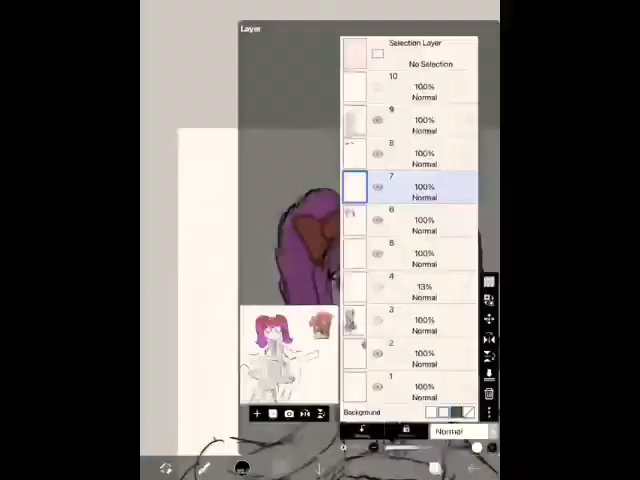 Layer
Selection Layer
No Selection
10
100%
Normal
9
100%
Normal
8
100%
Normal
7
100%
Normal
6
100%
Normal
5
100%
Normal
4
13%
Normal
3
100%
Normal
2
100%
Normal
1
100%
Normal
Background
Normal